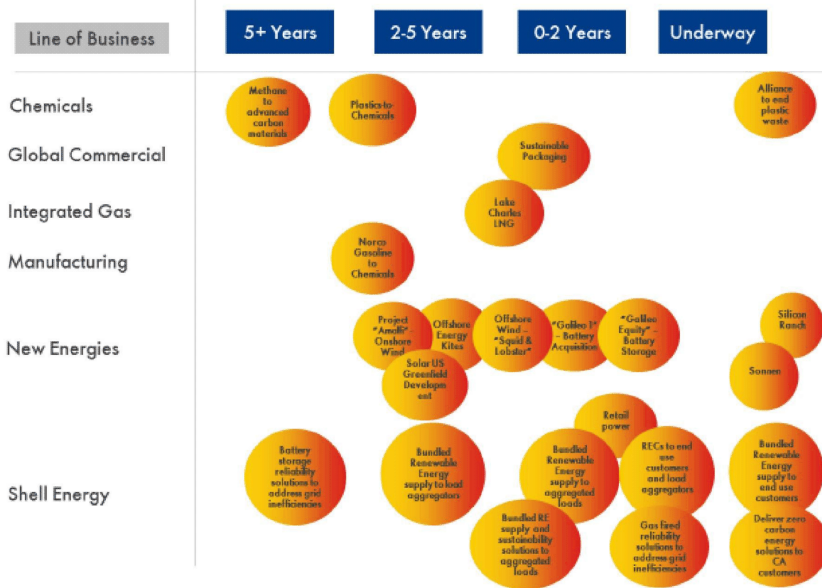 Line of Business
5+ Years
2-5 Years
0-2 Years
Underway
Chemicals
Methane
to
advanced
carbon
materials
Plastics-to-
Chemicals
Alliance
to end
plastic
waste
Global Commercial
Sustainable
Packaging
Integrated Gas
Lake
Charles
LNG
Manufacturing
Norco
Gasoline
to
Chemicals
New Energies
Project
"Amalfi" -
Onshore
Wind
Offshore
Energy
Kites
Offshore
Wind -
"Squid &
Lobster"
"Galileo 1"
- Battery
Acquisition
"Galileo
Equity" -
Battery
Storage
Silicon
Ranch
Solar US
Greenfield
Developm
ent
Sonnen
Shell Energy
Retail
power
Battery
storage
reliability
solutions to
address grid
inefficiencies
Bundled
Renewable
Energy
supply to load
aggregators
Bundled
Renewable
Energy
supply to
aggregated
loads
RECs to end
use
customers
and load
aggregators
Bundled
Renewable
Energy
supply to
end use
customers
Bundled RE
supply and
sustainability
solutions to
aggregated
loads
Gas fired
reliability
solutions to
address grid
inefficiencies
Deliver zero
carbon
energy
solutions to
CA
customers